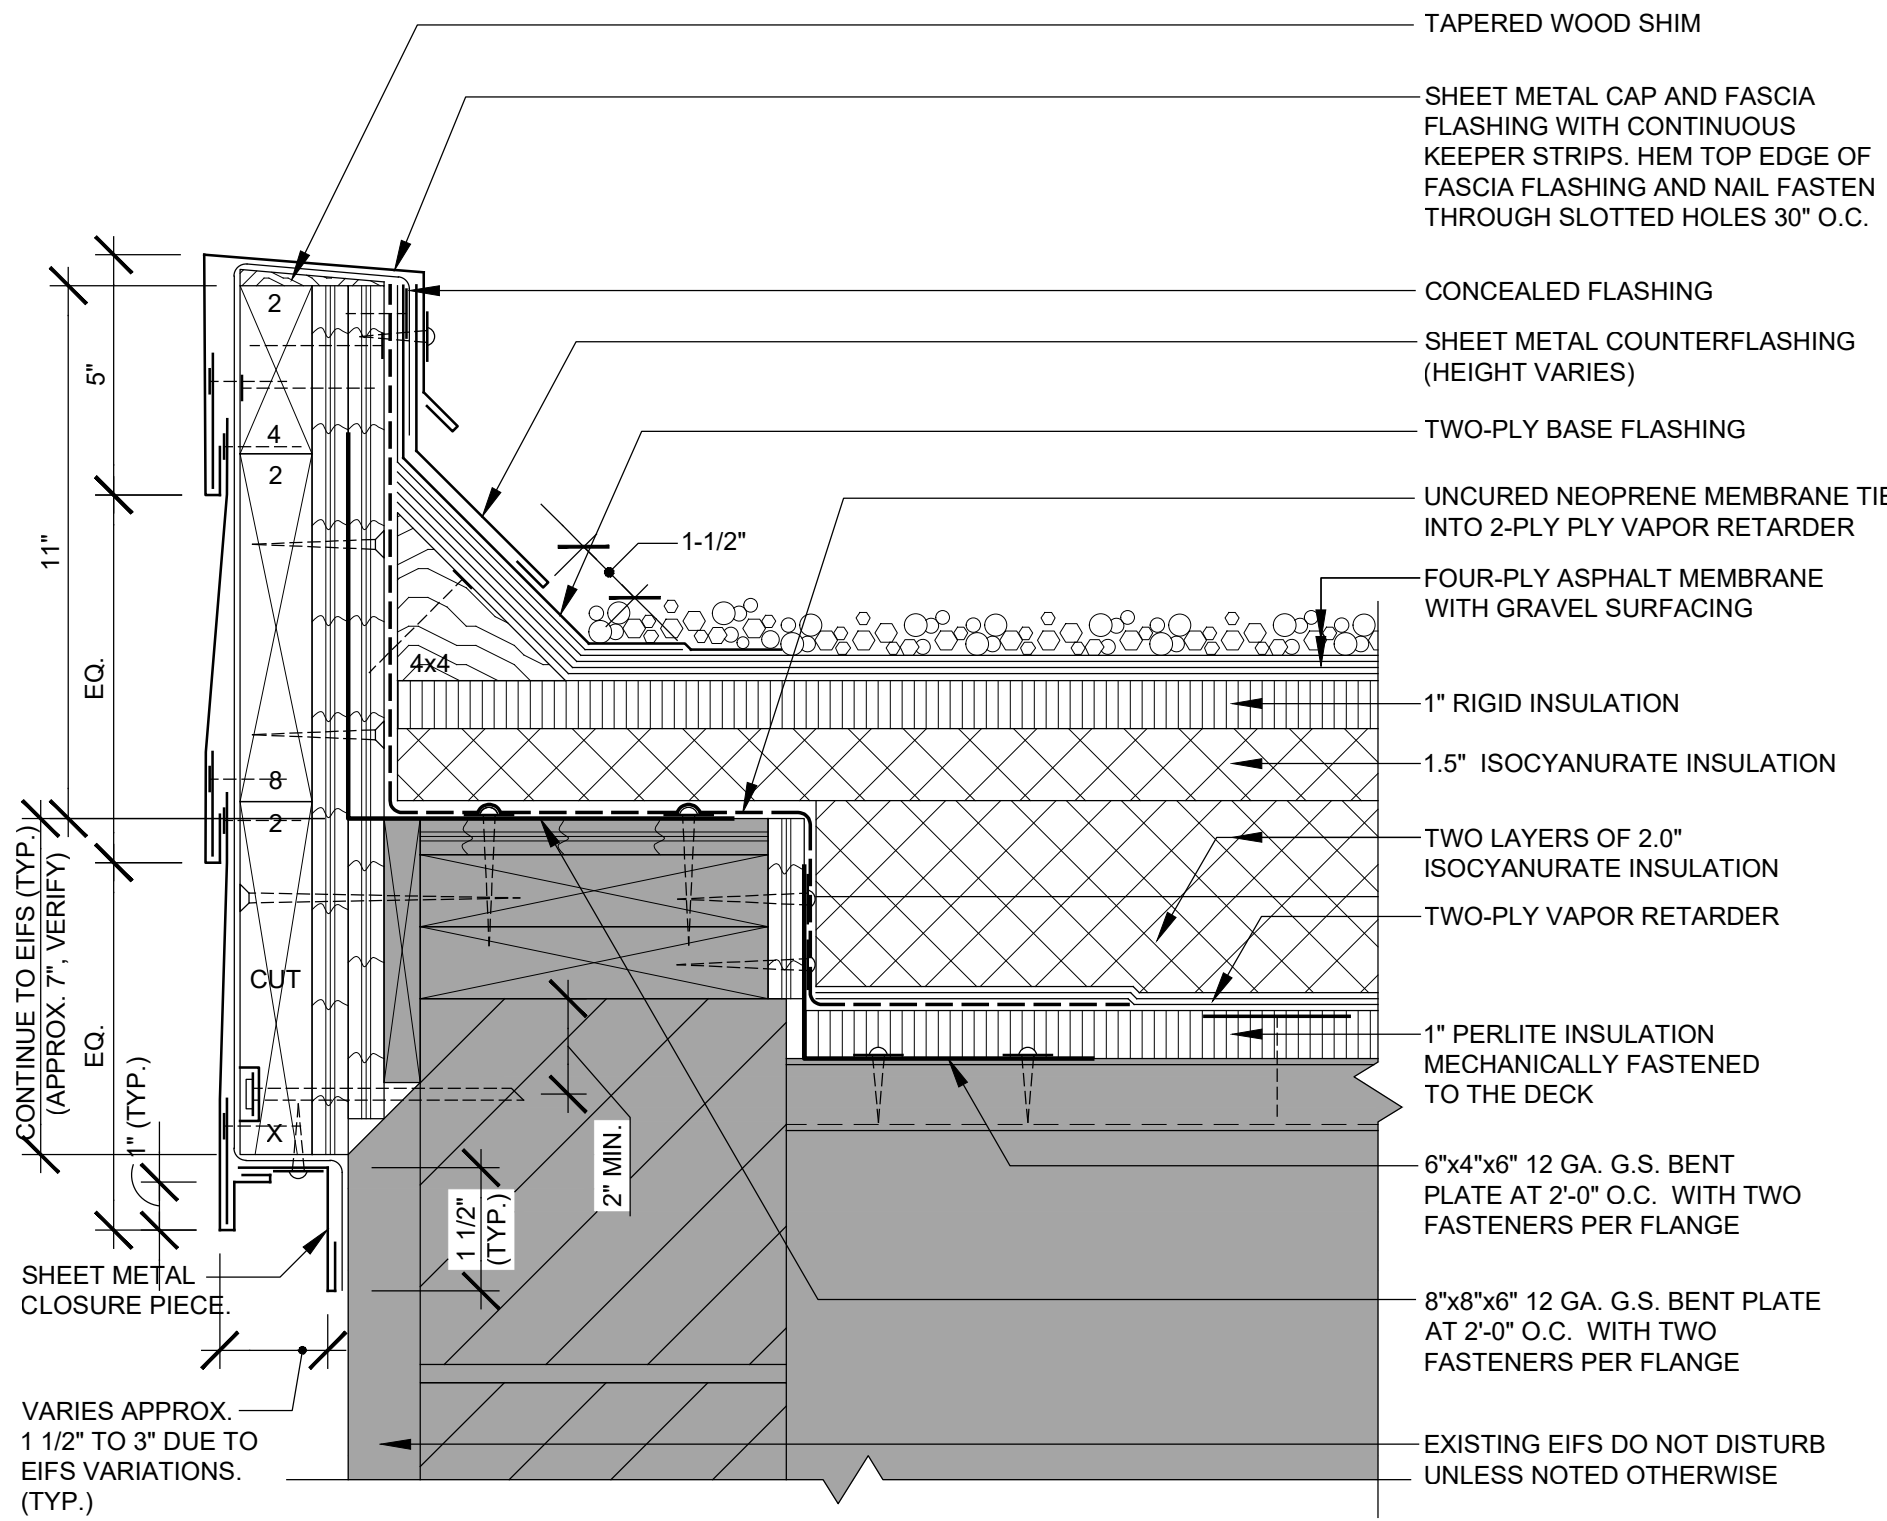 TAPERED WOOD SHIM
SHEET METAL CAP AND FASCIA
FLASHING WITH CONTINUOUS
KEEPER STRIPS. HEM TOP EDGE OF
FASCIA FLASHING AND NAIL FASTEN
THROUGH SLOTTED HOLES 30" O.C.
CONCEALED FLASHING
SHEET METAL COUNTERFLASHING
(HEIGHT VARIES)
TWO-PLY BASE FLASHING
UNCURED NEOPRENE MEMBRANE TIE
INTO 2-PLY PLY VAPOR RETARDER
FOUR-PLY ASPHALT MEMBRANE
WITH GRAVEL SURFACING
1" RIGID INSULATION
1.5" ISOCYANURATE INSULATION
TWO LAYERS OF 2.0"
ISOCYANURATE INSULATION
TWO-PLY VAPOR RETARDER
1" PERLITE INSULATION
MECHANICALLY FASTENED
TO THE DECK
6"x4"x6" 12 GA. G.S. BENT
PLATE AT 2'-0" O.C. WITH TWO
FASTENERS PER FLANGE
8"x8"x6" 12 GA. G.S. BENT PLATE
AT 2'-0" O.C. WITH TWO
FASTENERS PER FLANGE
EXISTING EIFS DO NOT DISTURB
UNLESS NOTED OTHERWISE
5"
11"
EQ.
CONTINUE TO EIFS (TYP.)
(APPROX. 7", VERIFY)
EQ.
1" (TYP.)
2
4
2
8
2
CUT
X
4x4
1-1/2"
2" MIN.
1 1/2"
(TYP.)
SHEET METAL
CLOSURE PIECE.
VARIES APPROX.
1 1/2" TO 3" DUE TO
EIFS VARIATIONS.
(TYP.)